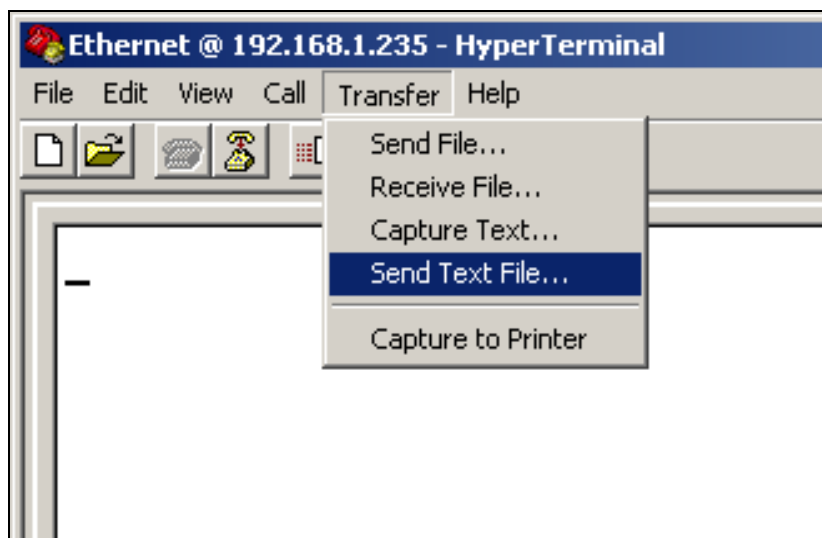 Ethernet @ 192.168.1.235 - HyperTerminal
File Edit View Call Transfer Help
Send File...
Receive File...
Capture Text...
Send Text File...
Capture to Printer